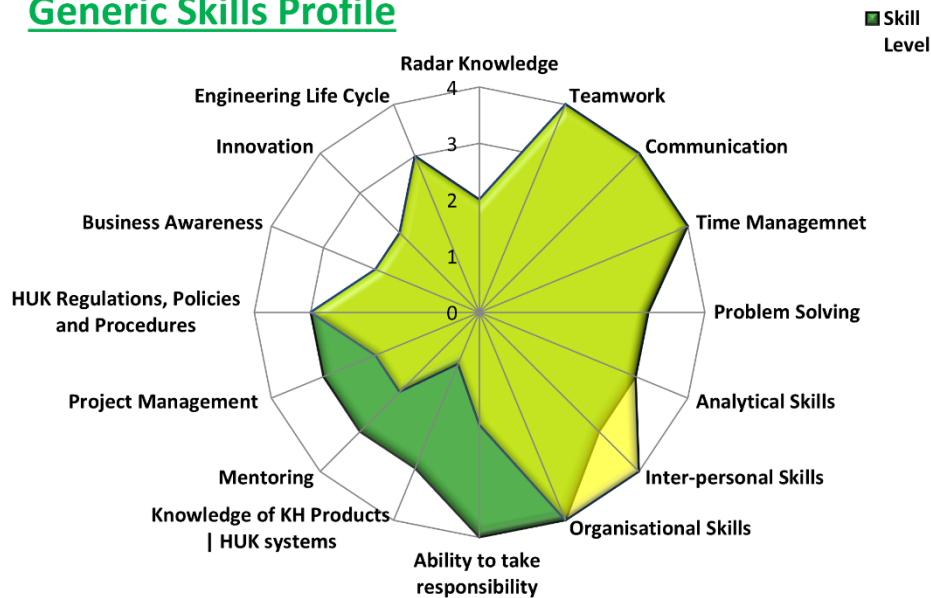 Generic Skills Profile
Skill
Level
Radar Knowledge
Engineering Life Cycle
Teamwork
Innovation
Communication
Business Awareness
Time Managemnet
HUK Regulations, Policies
and Procedures
Problem Solving
Project Management
Analytical Skills
Mentoring
Inter-personal Skills
Knowledge of KH Products
| HUK systems
Organisational Skills
Ability to take
responsibility
4
3
2
1
0